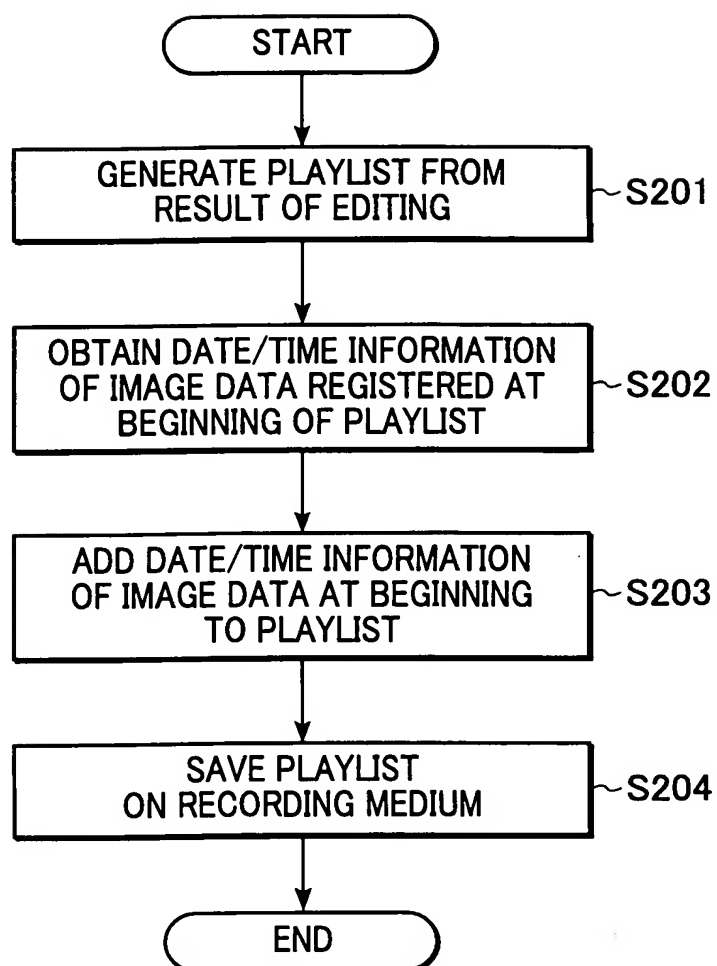 START
GENERATE PLAYLIST FROM
RESULT OF EDITING
S201
OBTAIN DATE/TIME INFORMATION
OF IMAGE DATA REGISTERED AT
BEGINNING OF PLAYLIST
S202
ADD DATE/TIME INFORMATION
OF IMAGE DATA AT BEGINNING
TO PLAYLIST
S203
SAVE PLAYLIST
ON RECORDING MEDIUM
S204
END